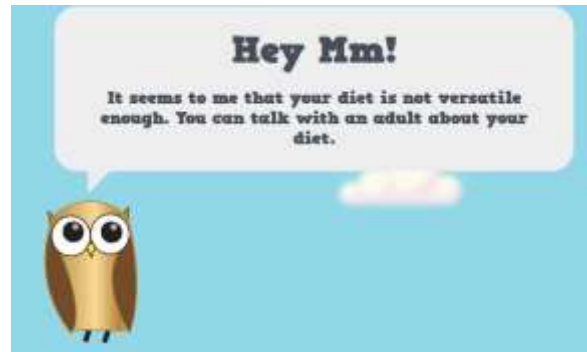 Hey Mm!
It seems to me that your diet is not versatile
enough. You can talk with an adult about your
diet.